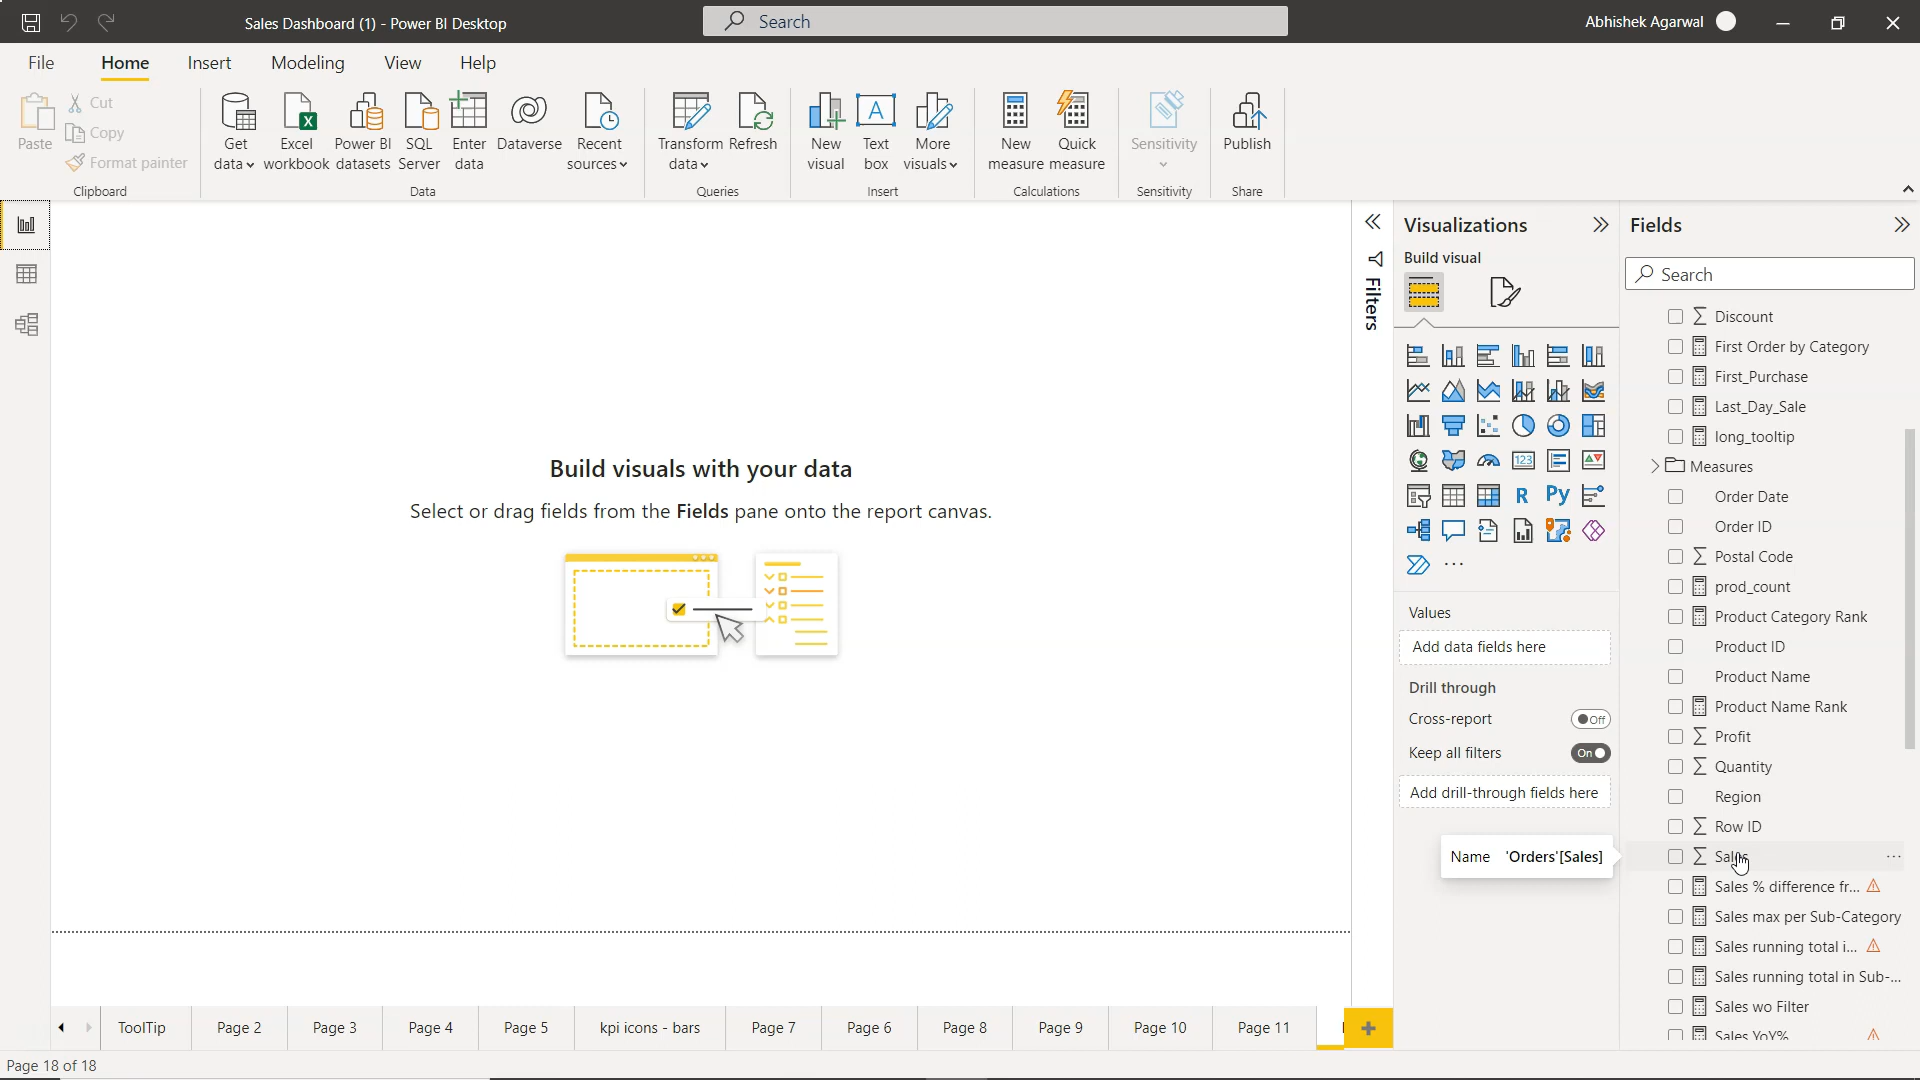 Sales Dashboard (1) - Power BI Desktop
Search
Abhishek Agarwal
File
Home
Insert
Modeling
View
Help
Paste
Cut
Copy
Format painter
Clipboard
Get
data
Excel
workbook
Power BI
datasets
SQL
Server
Enter
data
Dataverse
Recent
sources
Data
Transform
data
Refresh
Queries
New
visual
Text
box
More
visuals
Insert
New
measure
Quick
measure
Calculations
Sensitivity
Sensitivity
Publish
Share
Build visuals with your data
Select or drag fields from the Fields pane onto the report canvas.
Filters
Visualizations
Build visual
123
R
Py
Values
Add data fields here
Drill through
Cross-report
Off
Keep all filters
On
Add drill-through fields here
Name 'Orders'[Sales]
Fields
Search
Discount
First Order by Category
First_Purchase
Last_Day_Sale
long_tooltip
Measures
Order Date
Order ID
Postal Code
prod_count
Product Category Rank
Product ID
Product Name
Product Name Rank
Profit
Quantity
Region
Row ID
Sales
Sales % difference fr...
Sales max per Sub-Category
Sales running total i...
Sales running total in Sub-...
Sales wo Filter
Sales YoY%
ToolTip
Page 2
Page 3
Page 4
Page 5
kpi icons - bars
Page 7
Page 6
Page 8
Page 9
Page 10
Page 11
Page 18 of 18